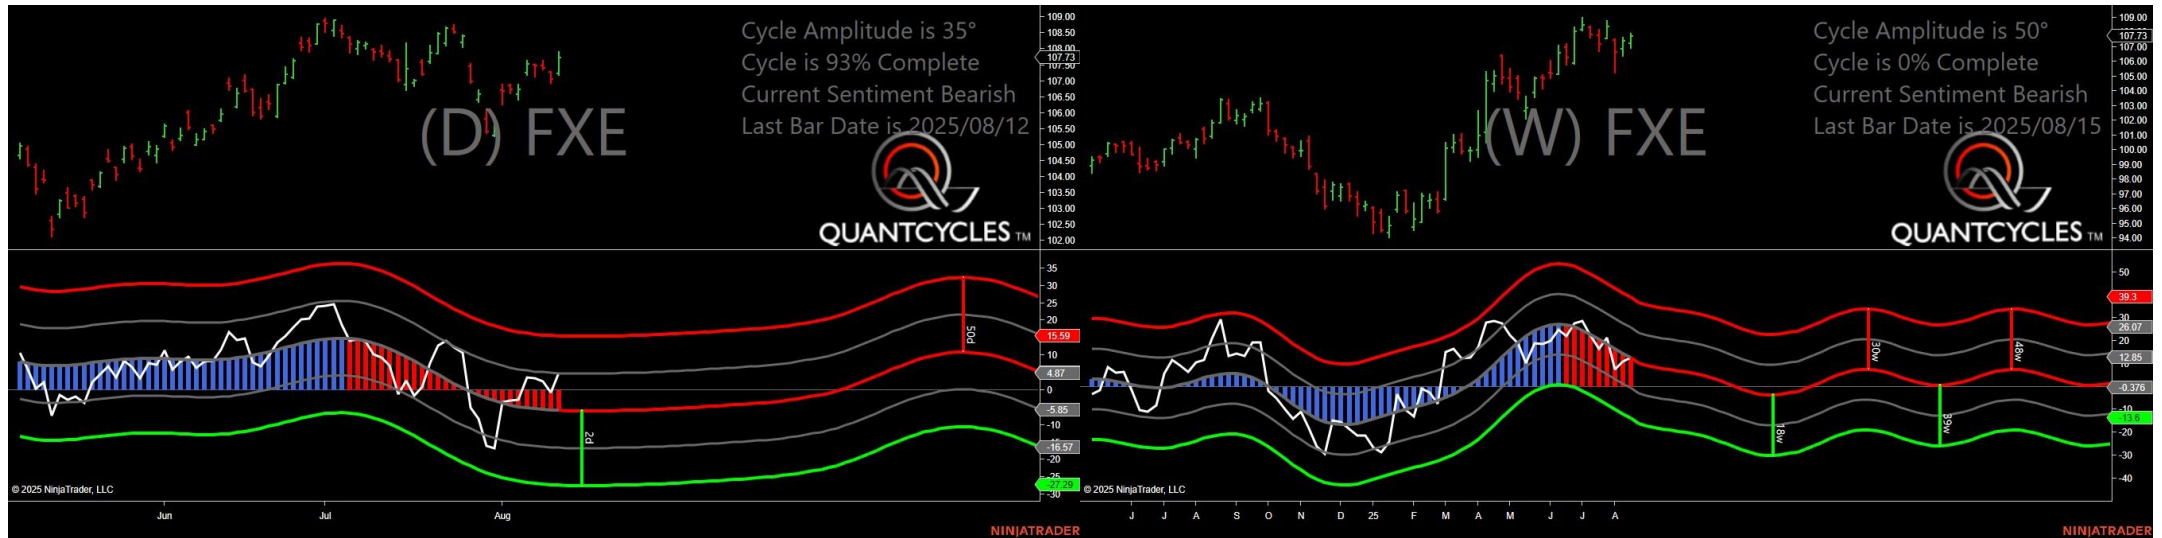 Cycle Amplitude is 35°
Cycle is 93% Complete
Current Sentiment Bearish
Last Bar Date is 2025/08/12
(D) FXE
QUANTCYCLES TM
109.00
108.50
108.00
107.73
107.50
107.00
106.50
106.00
105.50
105.00
104.50
104.00
103.50
103.00
102.50
102.00
35
30
25
20
15.59
10
4.87
0
-5.85
-10
-16.57
-20
-27.29
-30
50d
2d
© 2025 NinjaTrader, LLC
Jun
Jul
Aug
NINJATRADER
Cycle Amplitude is 50°
Cycle is 0% Complete
Current Sentiment Bearish
Last Bar Date is 2025/08/15
(W) FXE
QUANTCYCLES TM
109.00
107.73
107.00
106.00
105.00
104.00
103.00
102.00
101.00
100.00
99.00
98.00
97.00
96.00
95.00
94.00
50
39.3
30
26.07
20
12.85
-0.376
-10
-13.6
-20
-30
-40
30w
48w
18w
39w
© 2025 NinjaTrader, LLC
J J A S O N D 25 F M A M J J A
NINJATRADER